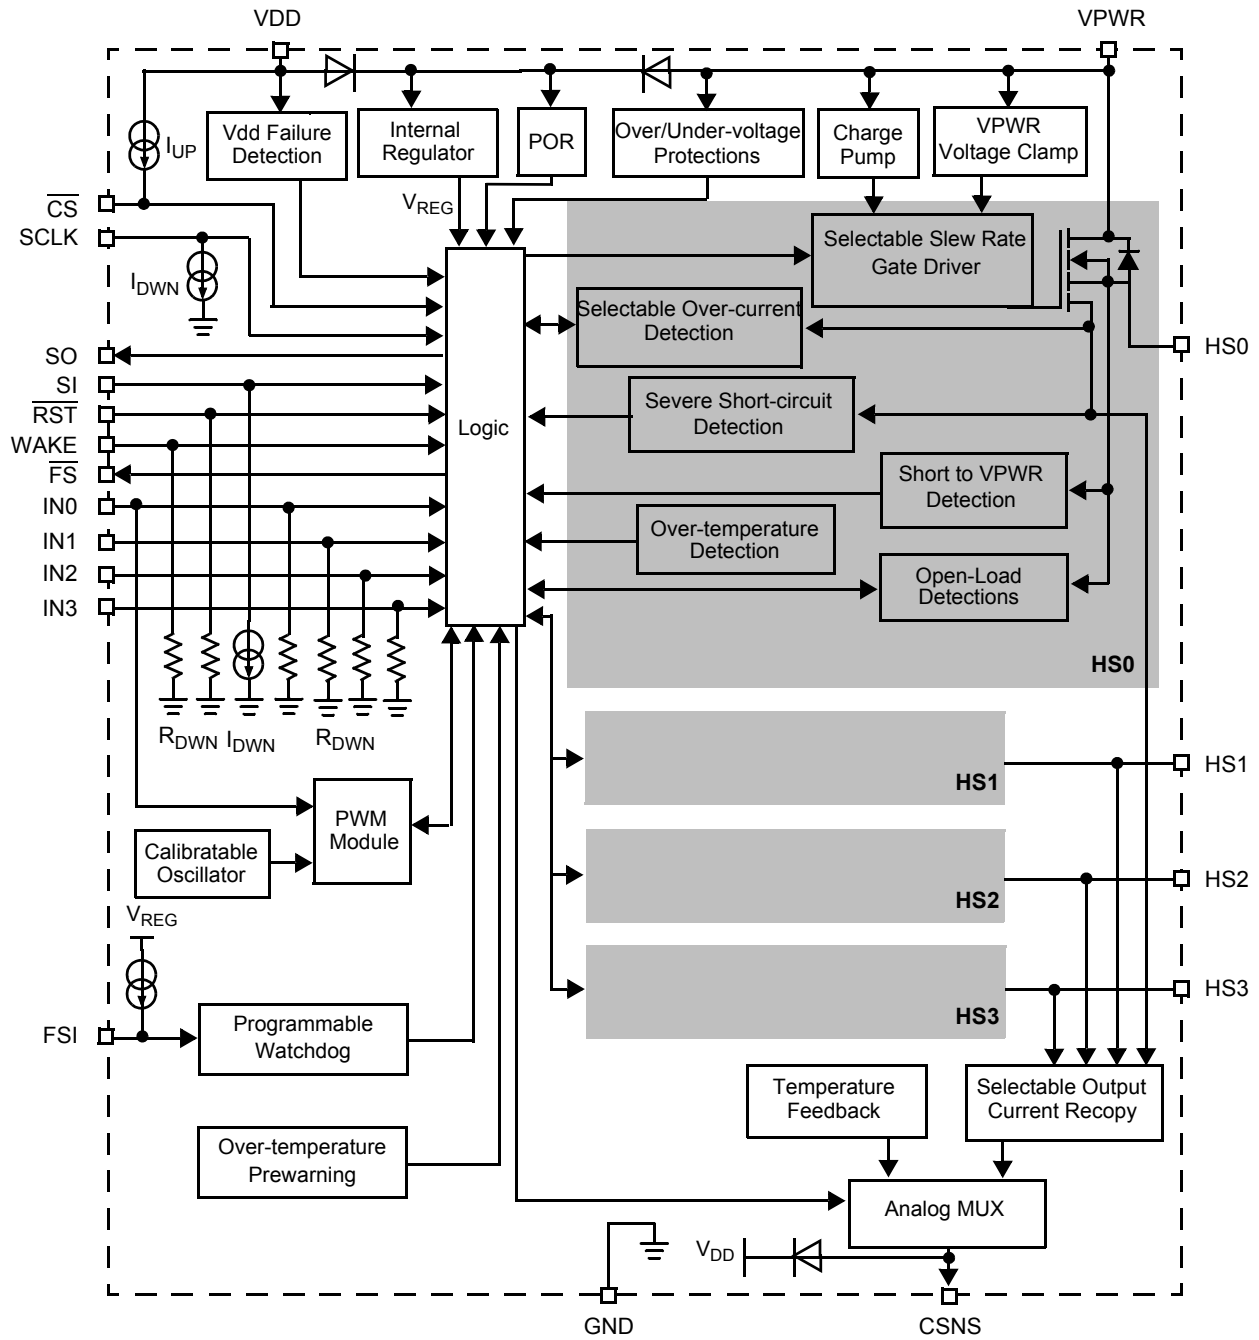 VDD
VPWR
Vdd Failure
Detection
Internal
Regulator
POR
Over/Under-voltage
Protections
Charge
Pump
VPWR
Voltage Clamp
IUP
CS
SCLK
VREG
IDWN
Selectable Slew Rate
Gate Driver
Selectable Over-current
Detection
HS0
SO
SI
RST
WAKE
FS
IN0
IN1
IN2
IN3
Logic
Severe Short-circuit
Detection
Short to VPWR
Detection
Over-temperature
Detection
Open-Load
Detections
HS0
RDWN
IDWN
RDWN
HS1
HS1
PWM
Module
Calibratable
Oscillator
HS2
HS2
VREG
HS3
HS3
FSI
Programmable
Watchdog
Temperature
Feedback
Selectable Output
Current Recopy
Over-temperature
Prewarning
Analog MUX
VDD
GND
CSNS